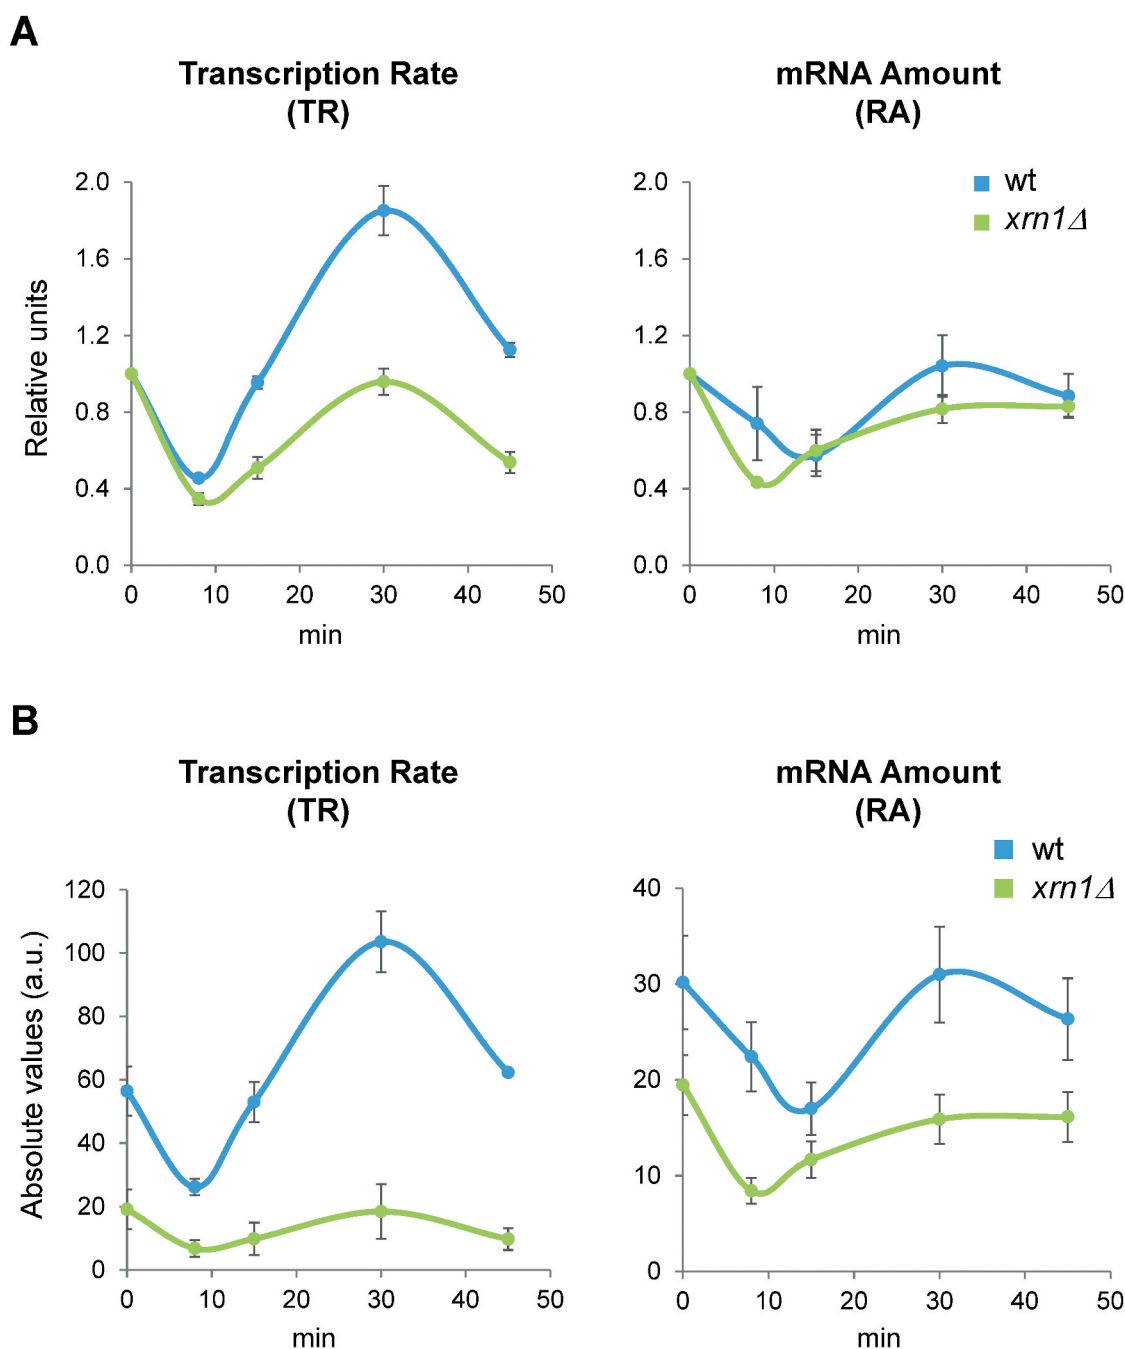 A
Transcription Rate
(TR)
mRNA Amount
(RA)
wt
xrn1Δ
Relative units
2.0
1.6
1.2
0.8
0.4
0.0
0 10 20 30 40 50
min
2.0
1.6
1.2
0.8
0.4
0.0
0 10 20 30 40 50
min
B
Transcription Rate
(TR)
mRNA Amount
(RA)
wt
xrn1Δ
Absolute values (a.u.)
120
100
80
60
40
20
0
0 10 20 30 40 50
min
40
30
20
10
0
0 10 20 30 40 50
min